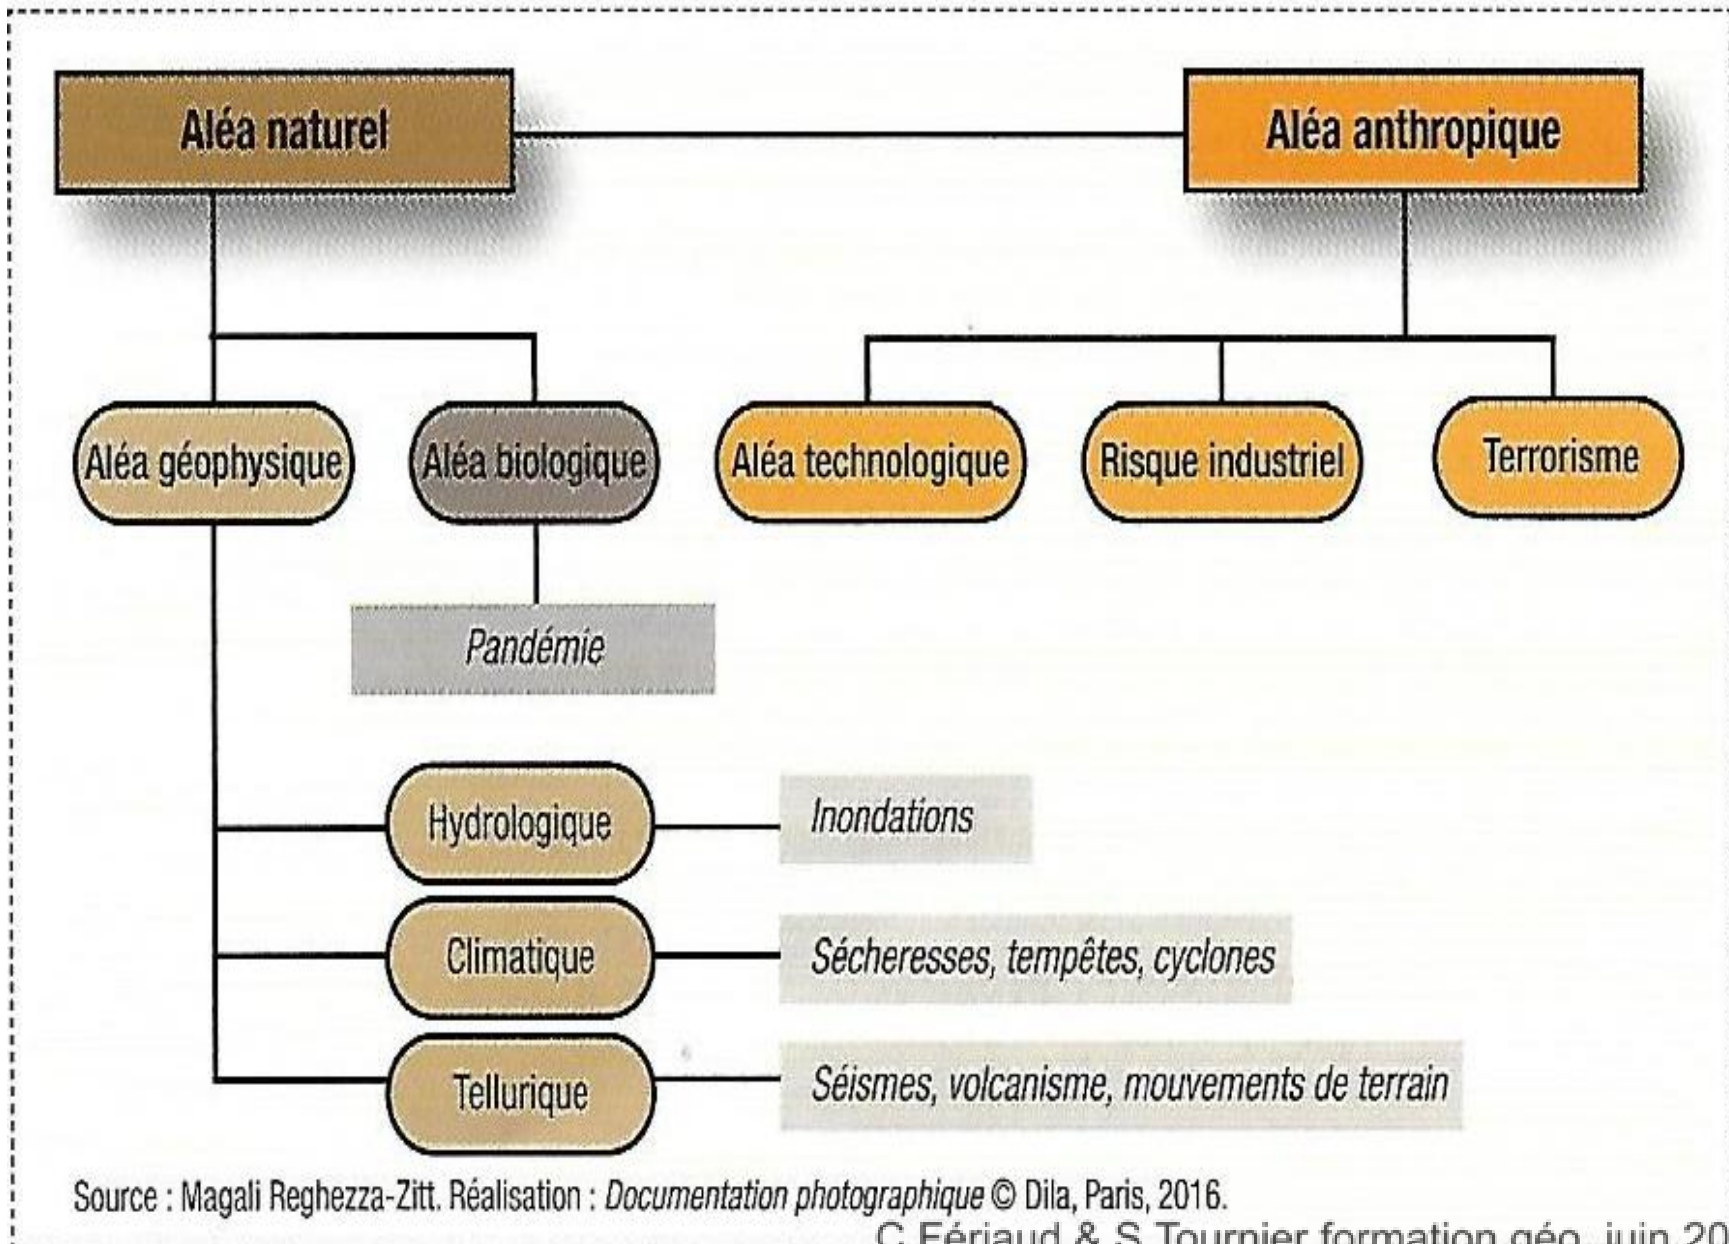 Aléa naturel
Aléa anthropique
Aléa géophysique
Aléa biologique
Aléa technologique
Risque industriel
Terrorisme
Pandémie
Hydrologique
Inondations
Climatique
Sécheresses, tempêtes, cyclones
Tellurique
Séismes, volcanisme, mouvements de terrain
Source : Magali Reghezza-Zitt. Réalisation : Documentation photographique © Dila, Paris, 2016.
C Fériaud & S Tournier formation géo juin 20